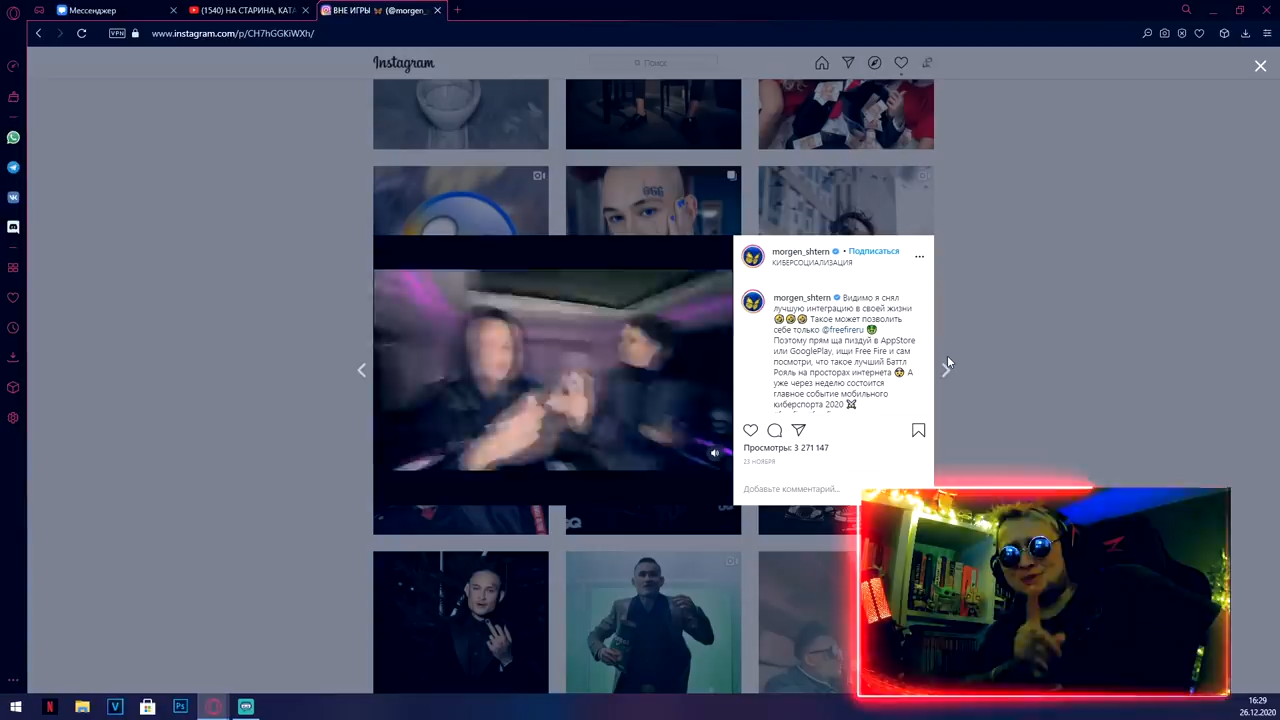 Мессенджер
(1540) НА СТАРИНА, КАТА
ВНЕ ИГРЫ 🦋 (@morgen_
VPN
www.instagram.com/p/CH7hGGKiWXh/
Instagram
Поиск
morgen_shtern • Подписаться
КИБЕРСОЦИАЛИЗАЦИЯ
morgen_shtern Видимо я снял
лучшую интеграцию в своей жизни
🤣🤣🤣 Такое может позволить
себе только @freefireru
Поэтому прям ща пиздуй в AppStore
или GooglePlay, ищи Free Fire и сам
посмотри, что такое лучший Баттл
Рояль на просторах интернета 🤯 А
уже через неделю состоится
главное событие мобильного
киберспорта 2020 ⚔
Просмотры: 3 271 147
23 НОЯБРЯ
Добавьте комментарий...
GQ
16:29
26.12.2020